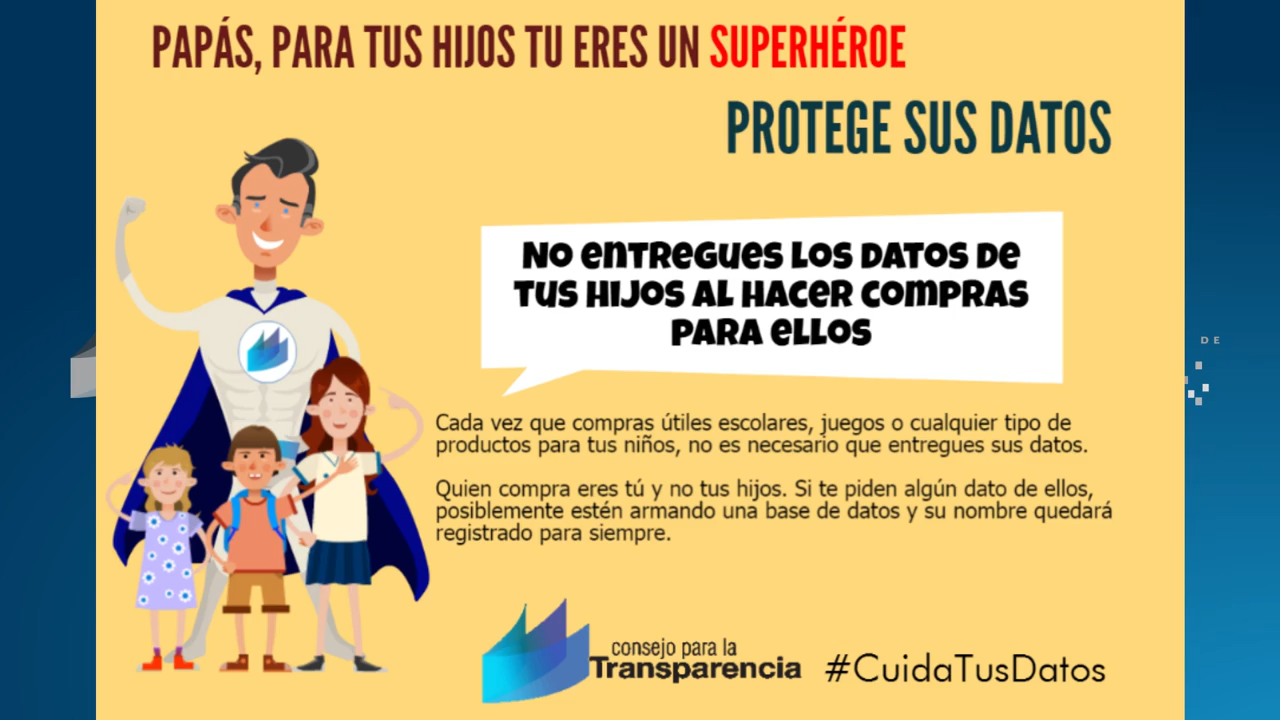 PAPÁS, PARA TUS HIJOS TU ERES UN SUPERHÉROE
PROTEGE SUS DATOS
NO ENTREGUES LOS DATOS DE
TUS HIJOS AL HACER COMPRAS
PARA ELLOS
Cada vez que compras útiles escolares, juegos o cualquier tipo de
productos para tus niños, no es necesario que entregues sus datos.
Quien compra eres tú y no tus hijos. Si te piden algún dato de ellos,
posiblemente estén armando una base de datos y su nombre quedará
registrado para siempre.
consejo para la
Transparencia
#CuidaTusDatos
DE